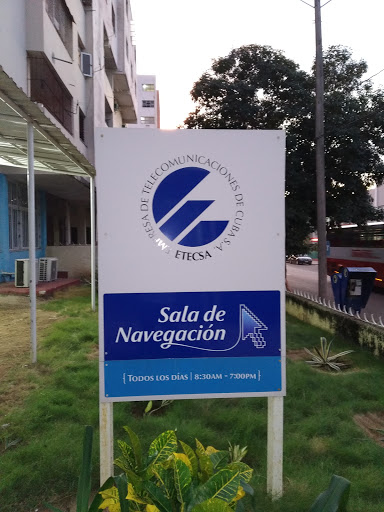 EMPRESA DE TELECOMUNICACIONES DE CUBA S.A.
ETECSA
Sala de
Navegación
{ TODOS LOS DÍAS | 8:30AM - 7:00PM }